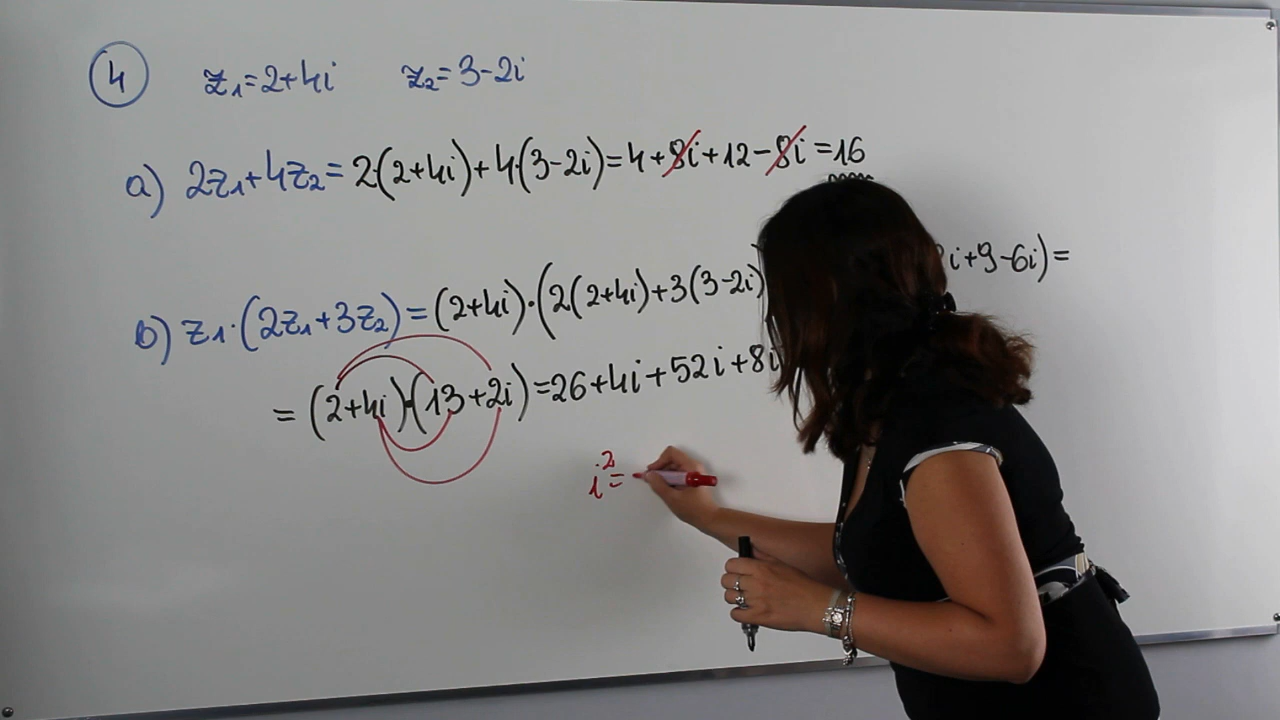 4 z₁=2+4i z₂=3-2i
a) 2z₁+4z₂=2·(2+4i)+4·(3-2i)=4+8i+12-8i=16
b) z₁·(2z₁+3z₂)=(2+4i)·(2(2+4i)+3(3-2i) i+9-6i)=
=(2+4i)·(13+2i)=26+4i+52i+8i
i²=